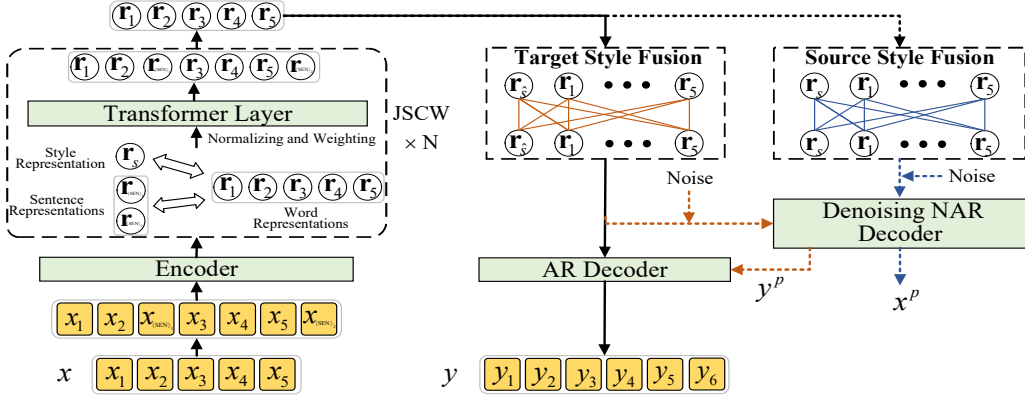 r1 r2 r3 r4 r5
r1 r2 r⟨SEN⟩ r3 r4 r5 r⟨SEN⟩
Transformer Layer
JSCW
× N
Normalizing and Weighting
Style
Representation
rs
Sentence
Representations
r⟨SEN⟩
r⟨SEN⟩
r1 r2 r3 r4 r5
Word
Representations
Encoder
x1 x2 x⟨SEN⟩1 x3 x4 x5 x⟨SEN⟩2
x x1 x2 x3 x4 x5
Target Style Fusion
rŝ r1 ••• r5
rŝ r1 ••• r5
Source Style Fusion
rs r1 ••• r5
rs r1 ••• r5
Noise
Noise
Denoising NAR
Decoder
AR Decoder
y^p
x^p
y y1 y2 y3 y4 y5 y6